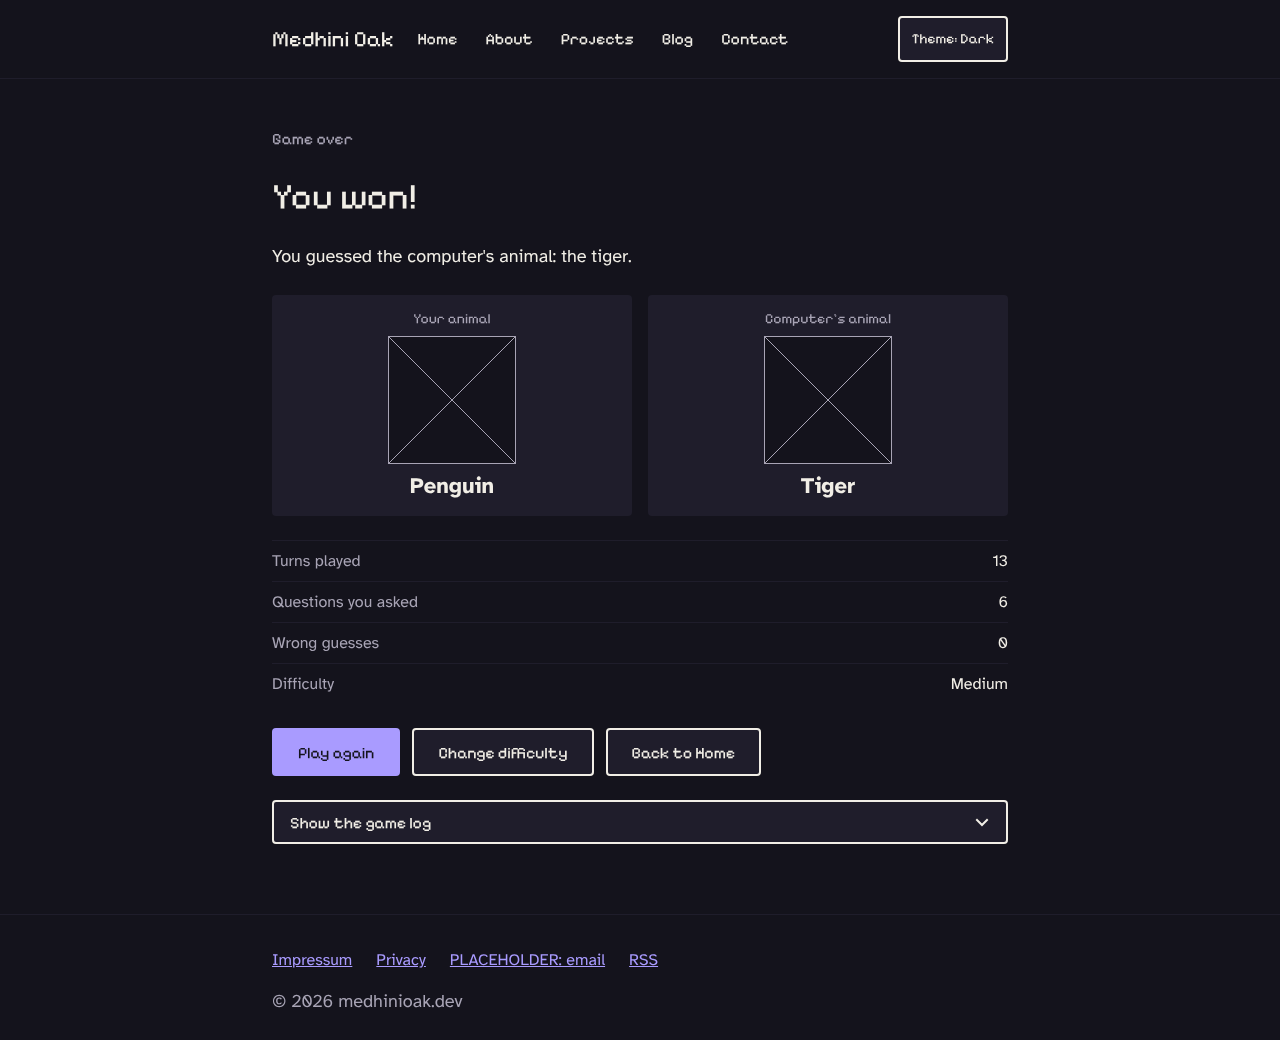 Medhini Oak Home About Projects Blog Contact Theme: Dark
Game over
You won!
You guessed the computer's animal: the tiger.
Your animal Computer's animal
Penguin Tiger
Turns played 13
Questions you asked 6
Wrong guesses 0
Difficulty Medium
Play again Change difficulty Back to Home
Show the game log
Impressum Privacy PLACEHOLDER: email RSS
© 2026 medhinioak.dev